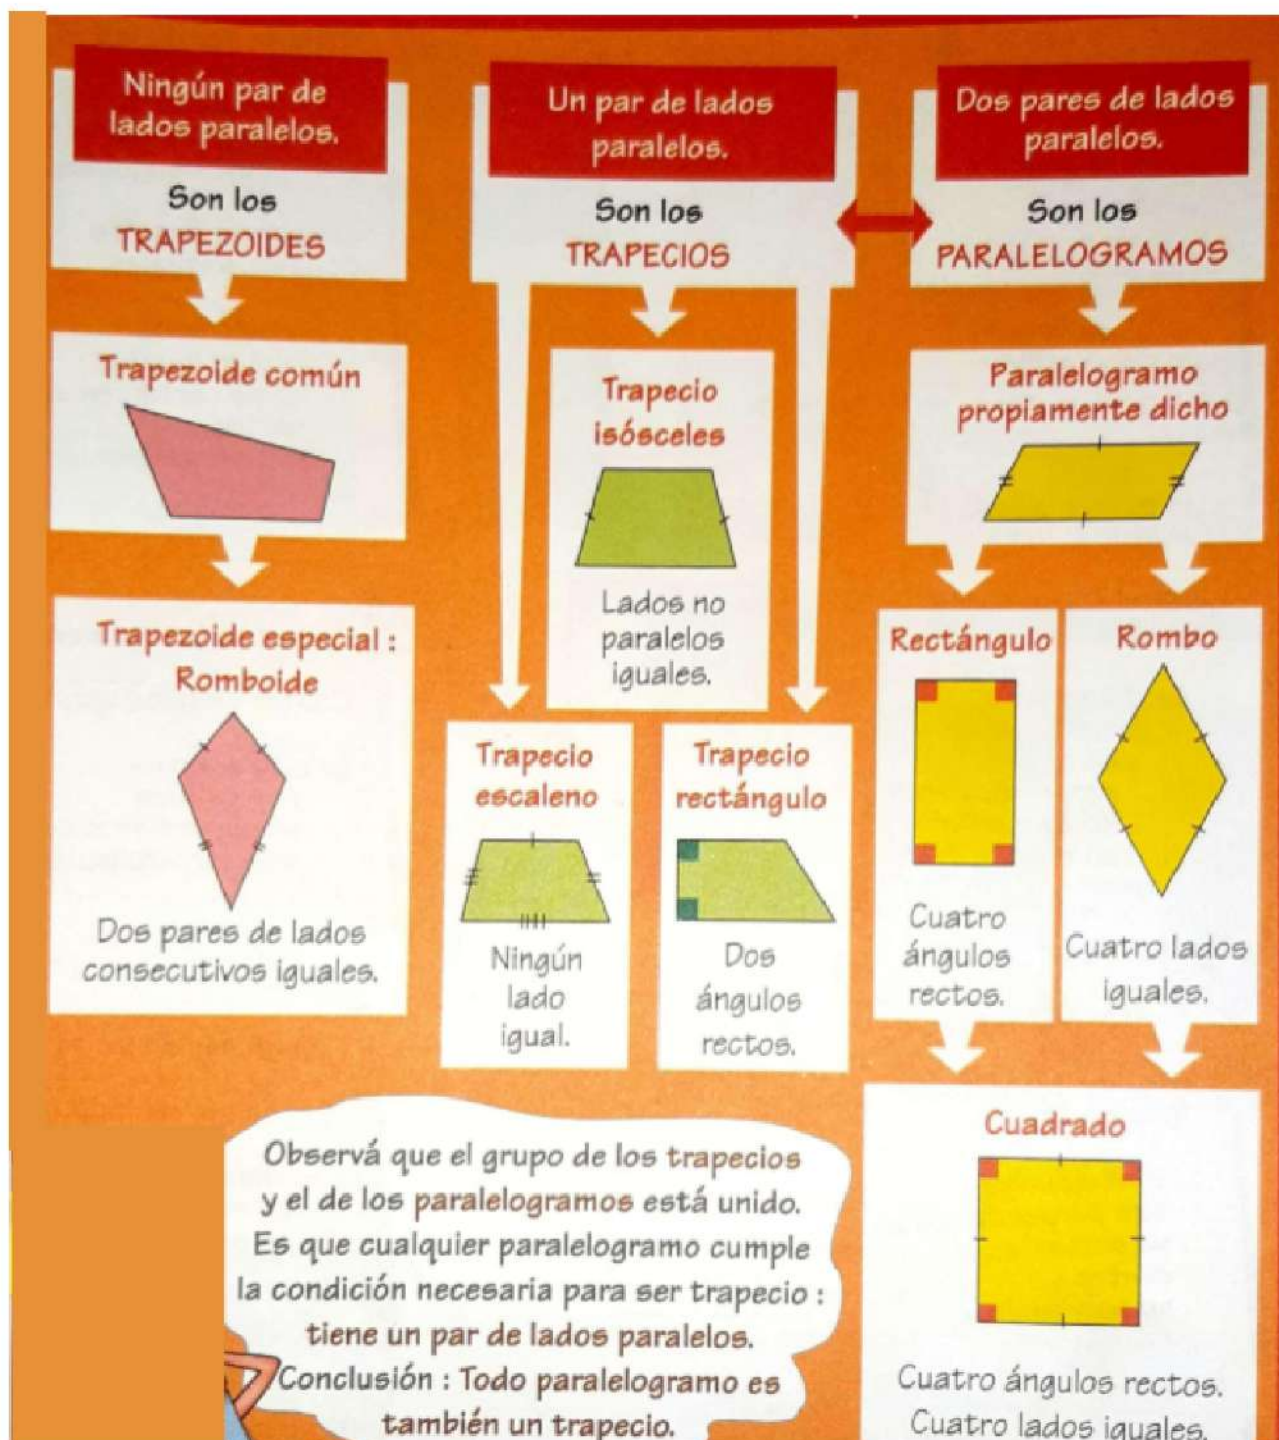 Ningún par de
lados paralelos.
Son los
TRAPEZOIDES
Trapezoide común
Trapezoide especial :
Romboide
Dos pares de lados
consecutivos iguales.
Un par de lados
paralelos.
Son los
TRAPECIOS
Trapecio
isósceles
Lados no
paralelos
iguales.
Trapecio
escaleno
Ningún
lado
igual.
Trapecio
rectángulo
Dos
ángulos
rectos.
Dos pares de lados
paralelos.
Son los
PARALELOGRAMOS
Paralelogramo
propiamente dicho
Rectángulo
Cuatro
ángulos
rectos.
Rombo
Cuatro lados
iguales.
Cuadrado
Cuatro ángulos rectos.
Cuatro lados iguales.
Observá que el grupo de los trapecios
y el de los paralelogramos está unido.
Es que cualquier paralelogramo cumple
la condición necesaria para ser trapecio :
tiene un par de lados paralelos.
Conclusión : Todo paralelogramo es
también un trapecio.